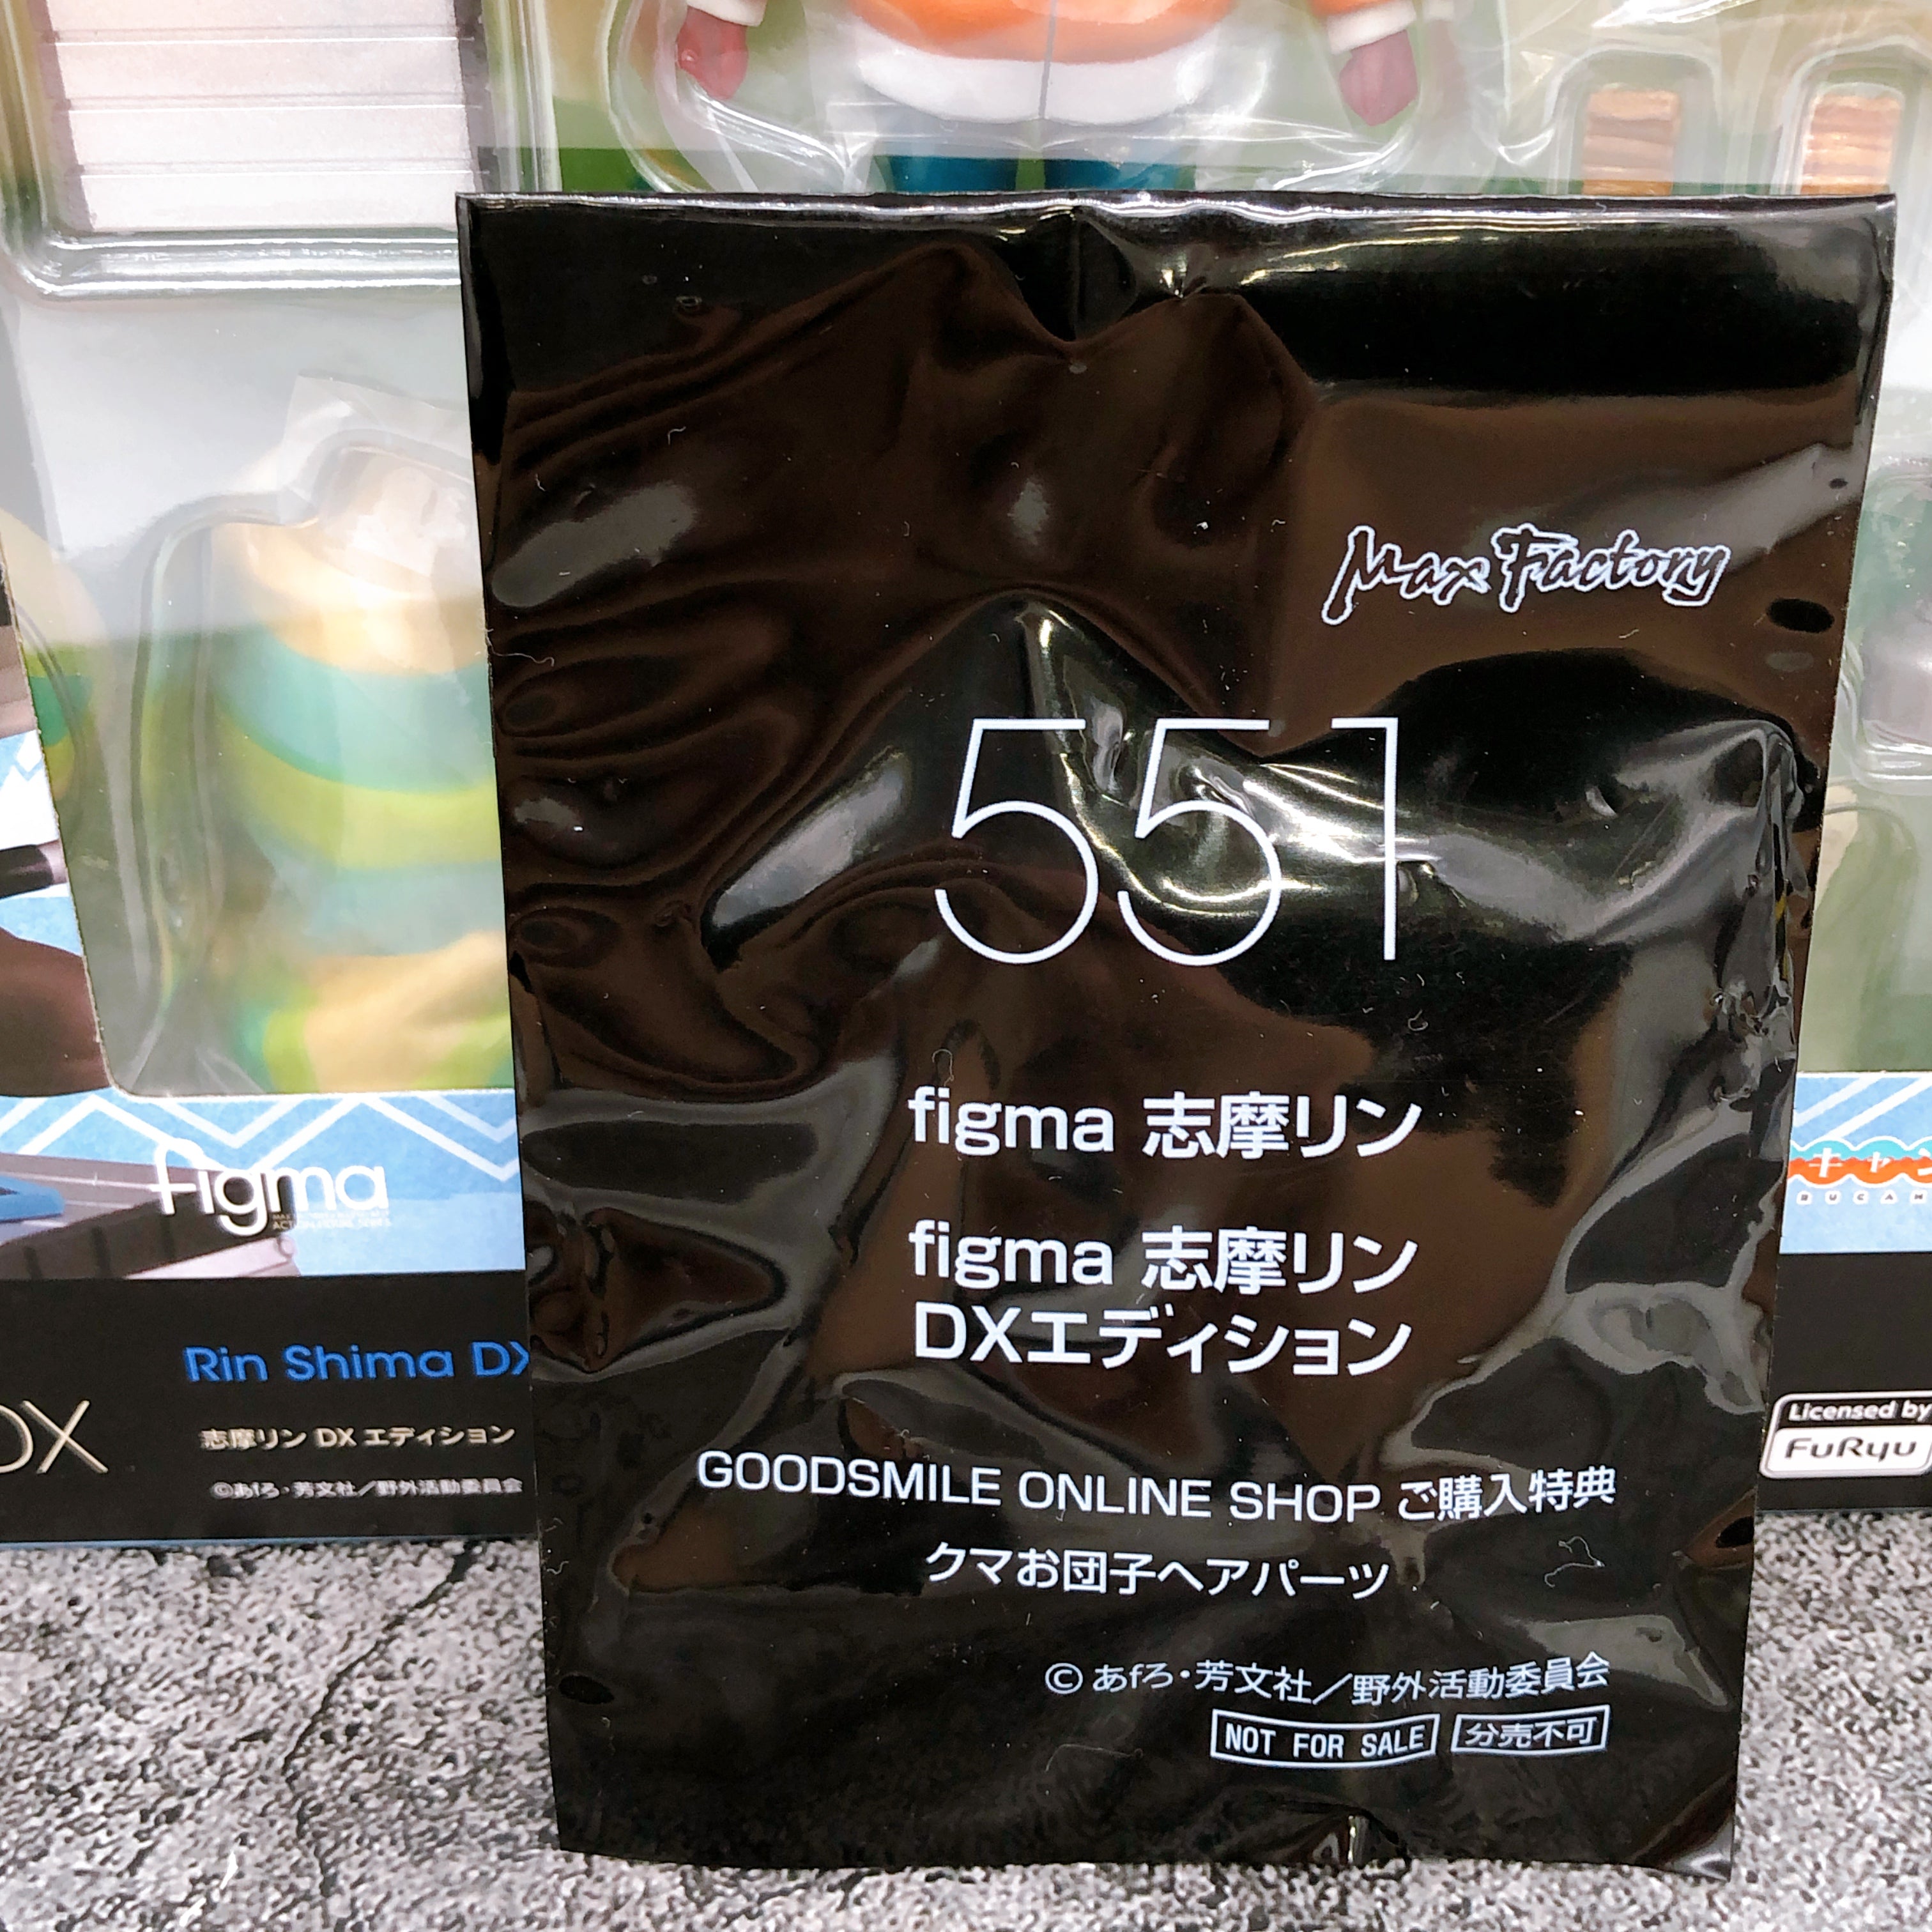 Max Factory
551
figma 志摩リン
figma 志摩リン
DXエディション
GOODSMILE ONLINE SHOP ご購入特典
クマお団子ヘアパーツ
© あfろ・芳文社／野外活動委員会
NOT FOR SALE 分売不可
figma
Rin Shima DX
DX
志摩リン DX エディション
©あfろ・芳文社／野外活動委員会
キャン
Licensed by
FuRyu